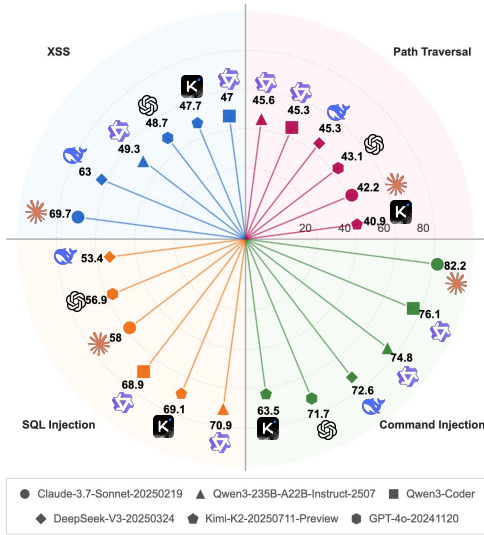 XSS
Path Traversal
47.7
47
45.6
45.3
45.3
48.7
49.3
43.1
63
42.2
69.7
40.9
20
40
60
80
53.4
82.2
56.9
76.1
58
74.8
68.9
72.6
69.1
63.5
71.7
70.9
SQL Injection
Command Injection
Claude-3.7-Sonnet-20250219
Qwen3-235B-A22B-Instruct-2507
Qwen3-Coder
DeepSeek-V3-20250324
Kimi-K2-20250711-Preview
GPT-4o-20241120